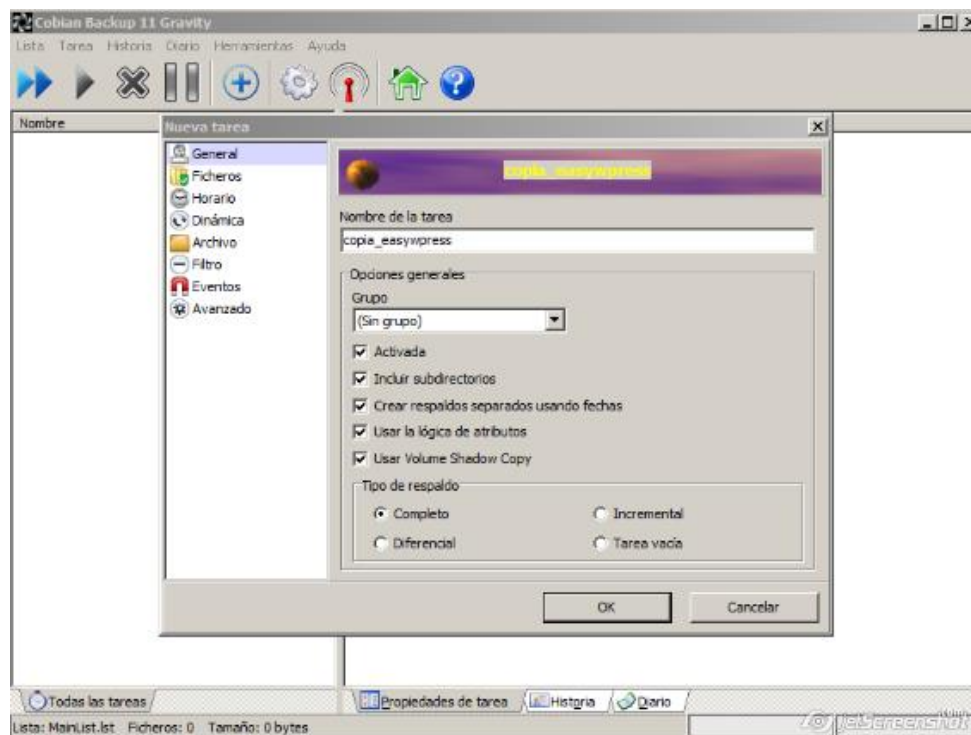 Cobian Backup 11 Gravity
Lista Tarea Historia Diario Herramientas Ayuda
Nombre
Nueva tarea
General
Ficheros
Horario
Dinámica
Archivo
Filtro
Eventos
Avanzado
copia_easywpress
Nombre de la tarea
copia_easywpress
Opciones generales
Grupo
(Sin grupo)
Activada
Incluir subdirectorios
Crear respaldos separados usando fechas
Usar la lógica de atributos
Usar Volume Shadow Copy
Tipo de respaldo
Completo Incremental
Diferencial Tarea vacía
OK Cancelar
Todas las tareas Propiedades de tarea Historia Diario
Lista: MainList.lst Ficheros: 0 Tamaño: 0 bytes
jetScreenshot